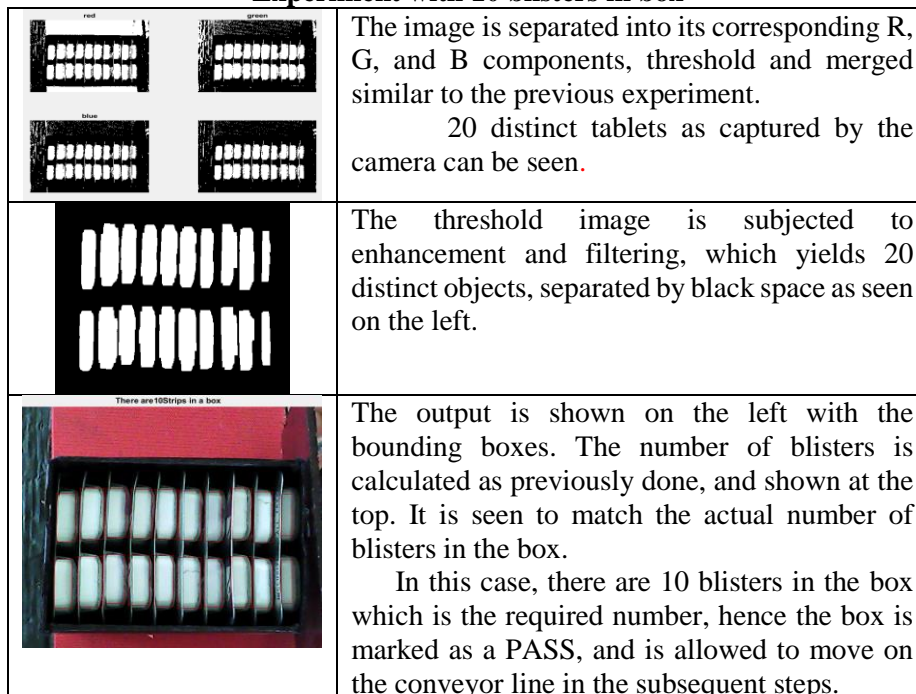 Experiment with 10 blisters in box
red
green
blue
The image is separated into its corresponding R,
G, and B components, threshold and merged
similar to the previous experiment.
20 distinct tablets as captured by the
camera can be seen.
The threshold image is subjected to
enhancement and filtering, which yields 20
distinct objects, separated by black space as seen
on the left.
There are10Strips in a box
The output is shown on the left with the
bounding boxes. The number of blisters is
calculated as previously done, and shown at the
top. It is seen to match the actual number of
blisters in the box.
In this case, there are 10 blisters in the box
which is the required number, hence the box is
marked as a PASS, and is allowed to move on
the conveyor line in the subsequent steps.